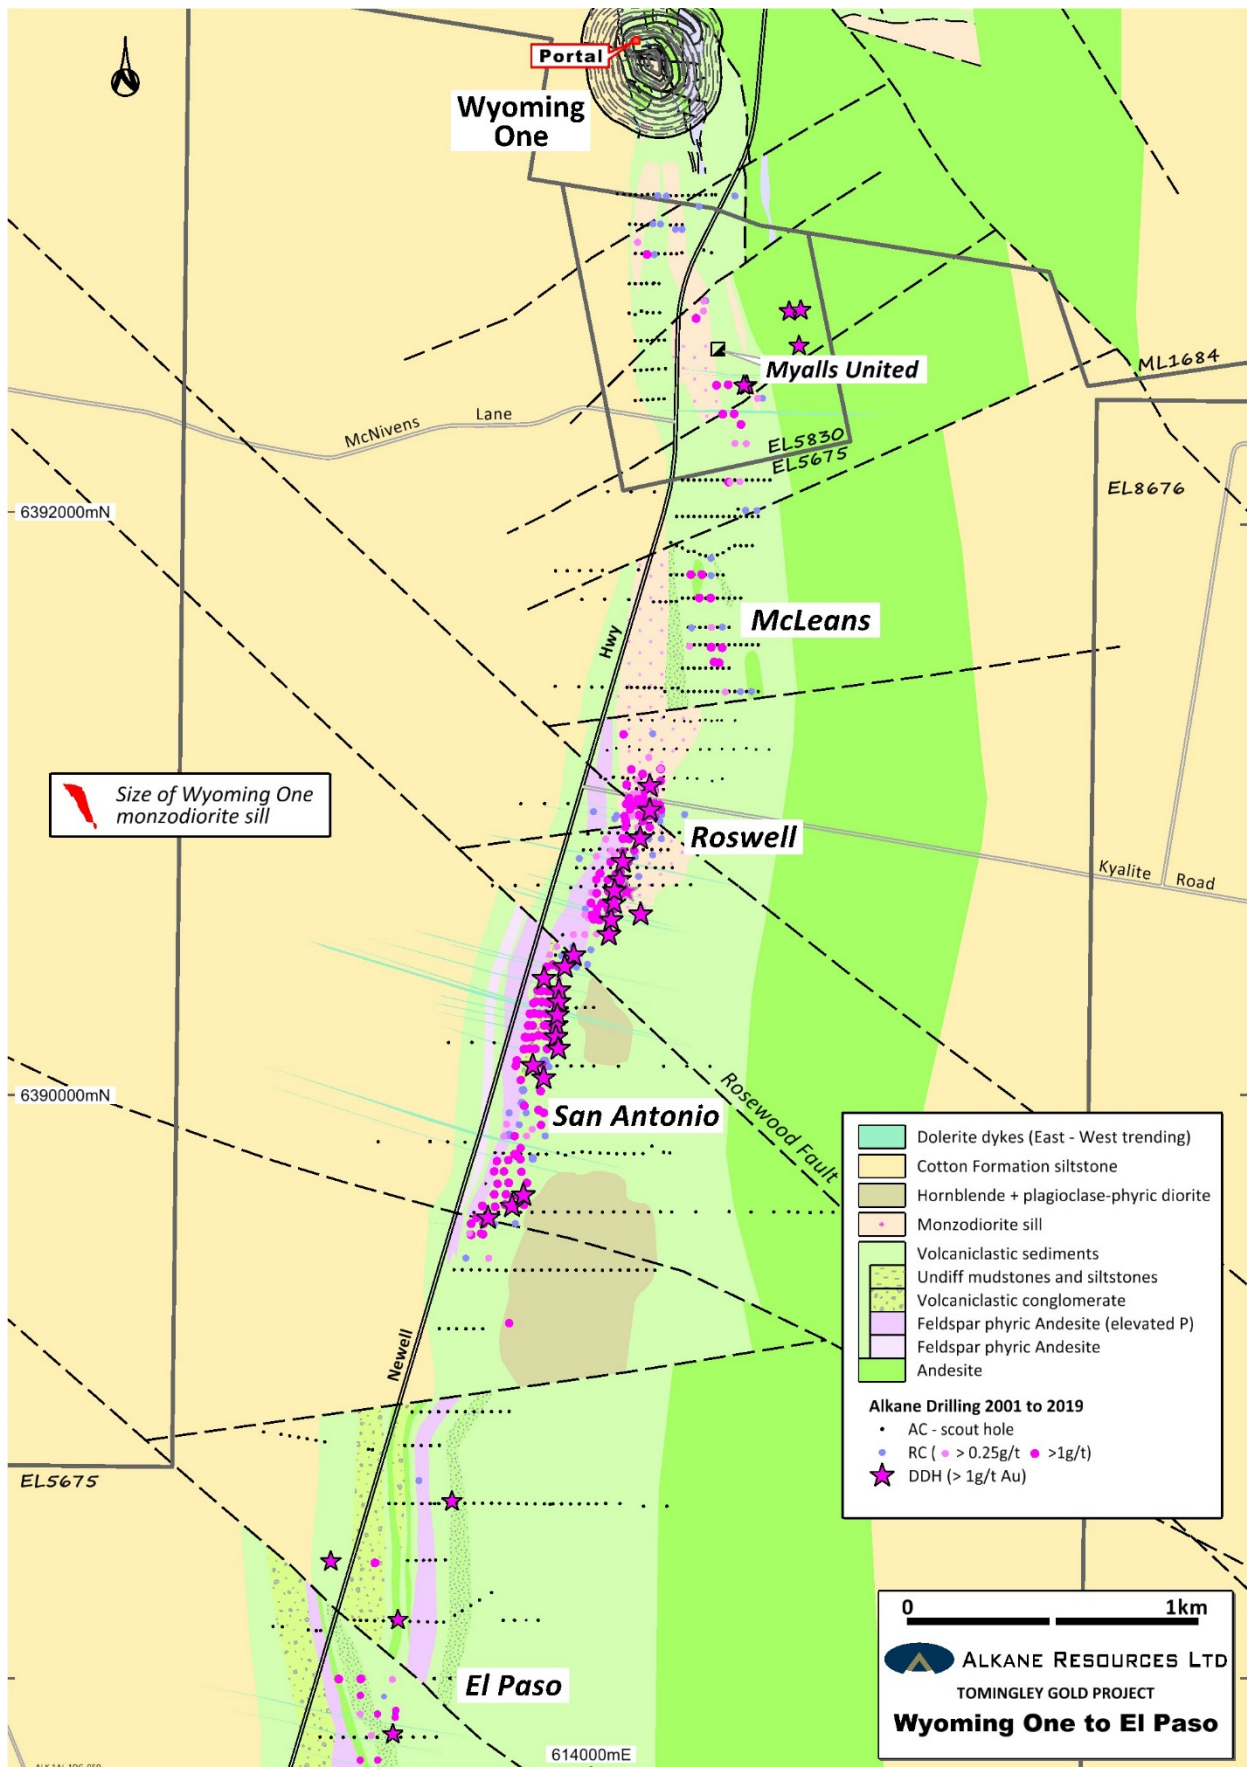 N
Portal
Wyoming
One
Myalls United
ML1684
McNivens
Lane
EL5830
EL5675
EL8676
6392000mN
McLeans
Hwy
Size of Wyoming One
monzodiorite sill
Roswell
Kyalite
Road
6390000mN
San Antonio
Rosewood Fault
Dolerite dykes (East - West trending)
Cotton Formation siltstone
Hornblende + plagioclase-phyric diorite
Monzodiorite sill
Volcaniclastic sediments
Undiff mudstones and siltstones
Volcaniclastic conglomerate
Feldspar phyric Andesite (elevated P)
Feldspar phyric Andesite
Andesite
Alkane Drilling 2001 to 2019
AC - scout hole
RC ( > 0.25g/t >1g/t)
DDH (> 1g/t Au)
Newell
EL5675
El Paso
0 1km
ALKANE RESOURCES LTD
TOMINGLEY GOLD PROJECT
Wyoming One to El Paso
614000mE